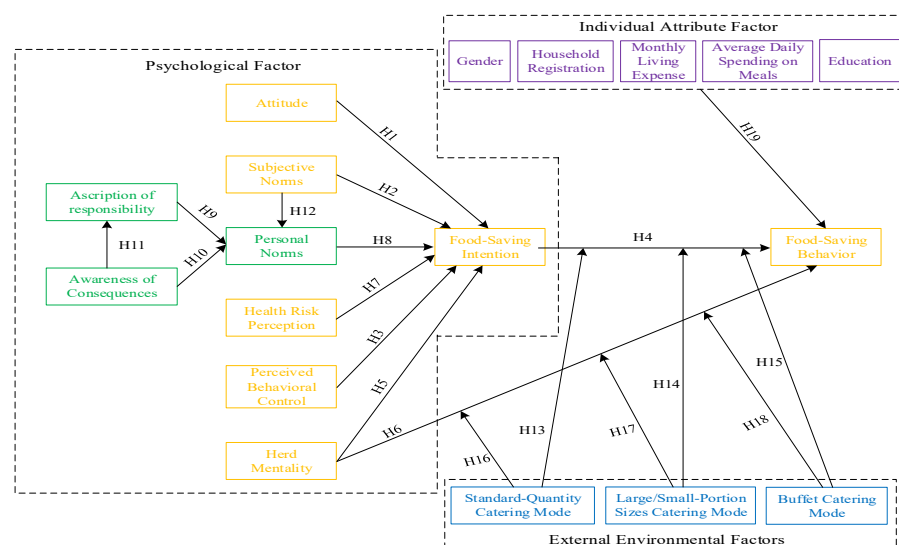 Individual Attribute Factor
Gender
Household
Registration
Monthly
Living
Expense
Average Daily
Spending on
Meals
Education
Psychological Factor
Attitude
H1
H19
Subjective
Norms
H2
Ascription of
responsibility
H9
H12
H11
H10
Personal
Norms
H8
Food-Saving
Intention
H4
Food-Saving
Behavior
Awareness of
Consequences
H7
Health Risk
Perception
H3
Perceived
Behavioral
Control
H5
H14
H15
H6
H13
H17
H18
Herd
Mentality
H16
Standard-Quantity
Catering Mode
Large/Small-Portion
Sizes Catering Mode
Buffet Catering
Mode
External Environmental Factors